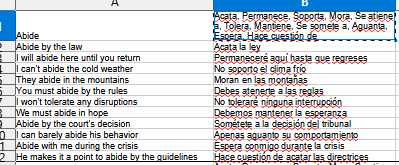 A B
Acata, Permanece, Soporta, Mora, Se atiene
a, Tolera, Mantiene, Se somete a, Aguanta,
Abide Espera, Hace cuestión de
Abide by the law Acata la ley
I will abide here until you return Permaneceré aquí hasta que regreses
I can't abide the cold wather No soporto el clima frío
They abide in the mountains Moran en las montañas
You must abide by the rules Debes atenerte a las reglas
I won't tolerate any disruptions No toleraré ninguna interrupción
We must abide in hope Debemos mantener la esperanza
Abide by the court's decision Sométete a la decisión del tribunal
I can barely abide his behavior Apenas aguanto su comportamiento
Abide with me during the crisis Espera conmigo durante la crisis
He makes it a point to abide by the guidelines Hace cuestión de acatar las directrices